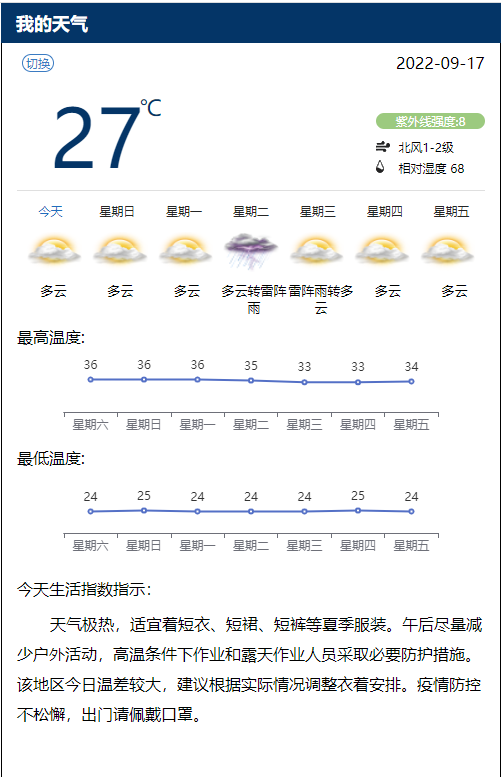 我的天气
切换
2022-09-17
27℃
紫外线强度:8
北风1-2级
相对湿度 68
今天 星期日 星期一 星期二 星期三 星期四 星期五
多云 多云 多云 多云转雷阵雨 雷阵雨转多云 多云 多云
最高温度:
36 36 36 35 33 33 34
星期六 星期日 星期一 星期二 星期三 星期四 星期五
最低温度:
24 25 24 24 24 25 24
星期六 星期日 星期一 星期二 星期三 星期四 星期五
今天生活指数指示：
天气极热，适宜着短衣、短裙、短裤等夏季服装。午后尽量减
少户外活动，高温条件下作业和露天作业人员采取必要防护措施。
该地区今日温差较大，建议根据实际情况调整衣着安排。疫情防控
不松懈，出门请佩戴口罩。